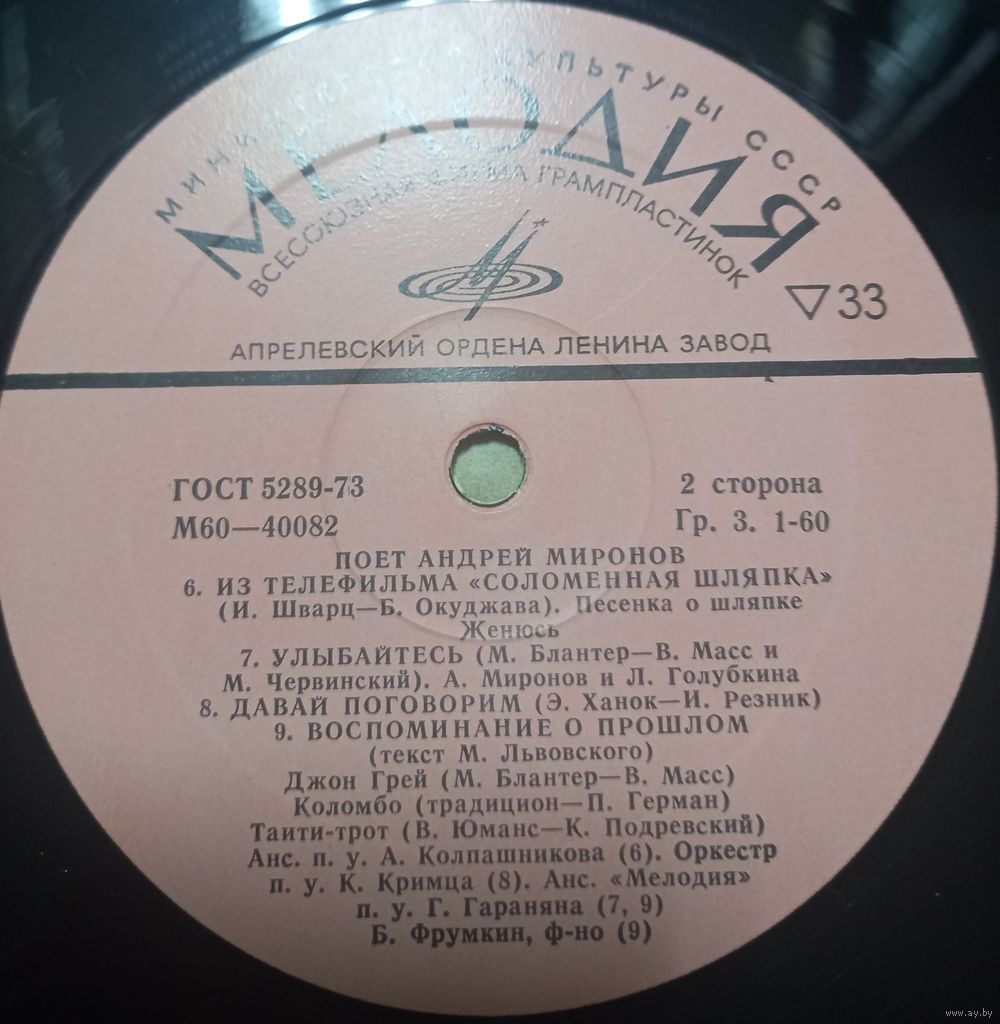 КУЛЬТУРЫ СССР
МЕЛОДИЯ
ВСЕСОЮЗНАЯ ФИРМА ГРАМПЛАСТИНОК
▽33
АПРЕЛЕВСКИЙ ОРДЕНА ЛЕНИНА ЗАВОД
ГОСТ 5289-73
2 сторона
М60—40082
Гр. 3. 1-60
ПОЕТ АНДРЕЙ МИРОНОВ
6. ИЗ ТЕЛЕФИЛЬМА «СОЛОМЕННАЯ ШЛЯПКА»
(И. Шварц—Б. Окуджава). Песенка о шляпке
Женюсь
7. УЛЫБАЙТЕСЬ (М. Блантер—В. Масс и
М. Червинский). А. Миронов и Л. Голубкина
8. ДАВАЙ ПОГОВОРИМ (Э. Ханок—И. Резник)
9. ВОСПОМИНАНИЕ О ПРОШЛОМ
(текст М. Львовского)
Джон Грей (М. Блантер—В. Масс)
Коломбо (традицион—П. Герман)
Таити-трот (В. Юманс—К. Подревский)
Анс. п. у. А. Колпашникова (6). Оркестр
п. у. К. Кримца (8). Анс. «Мелодия»
п. у. Г. Гараняна (7, 9)
Б. Фрумкин, ф-но (9)
www.ay.by